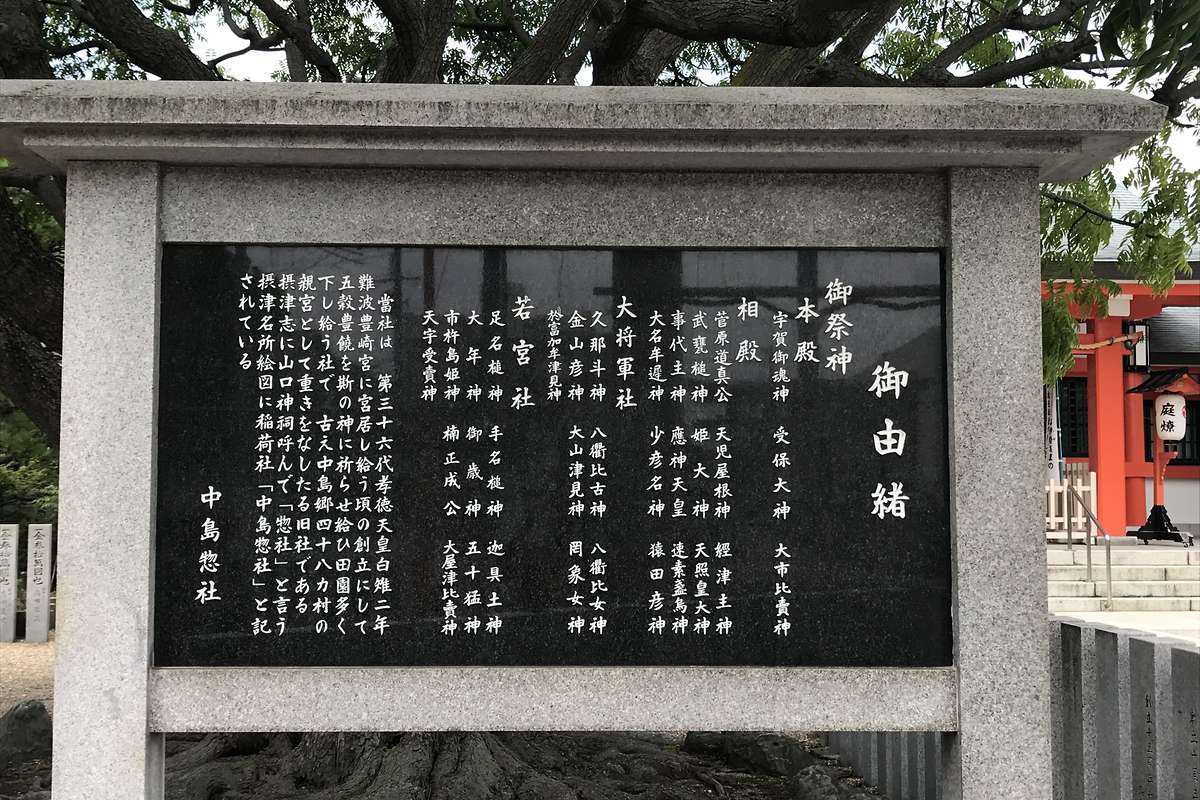 御由緒
御祭神
本殿
宇賀御魂神 受保大神 大市比賣神
相殿
菅原道真公 天児屋根神 經津主神
武甕槌神 姫大神 天照皇大神
事代主神 應神天皇 速素盞烏神
大名牟遅神 少彦名神 猿田彦神
大将軍社
久那斗神 八衢比古神 八衢比女神
金山彦神 大山津見神 罔象女神
於富加牟津見神
若宮社
足名槌神 手名槌神 迦具土神
大年神 御歳神 五十猛神
市杵島姫神 楠正成公 大屋津比賣神
天宇受賣神
當社は 第三十六代孝徳天皇白雉二年
難波豊崎宮に宮居し給う頃の創立にして
五穀豊饒を斯の神に祈らせ給ひ田園多く
下し給う社で 古え中島郷四十八カ村の
親宮として重きをなしたる旧社である
摂津志に山口神祠呼んで「惣社」と言う
摂津名所絵図に稲荷社「中島惣社」と記
されている
中島惣社
庭燎